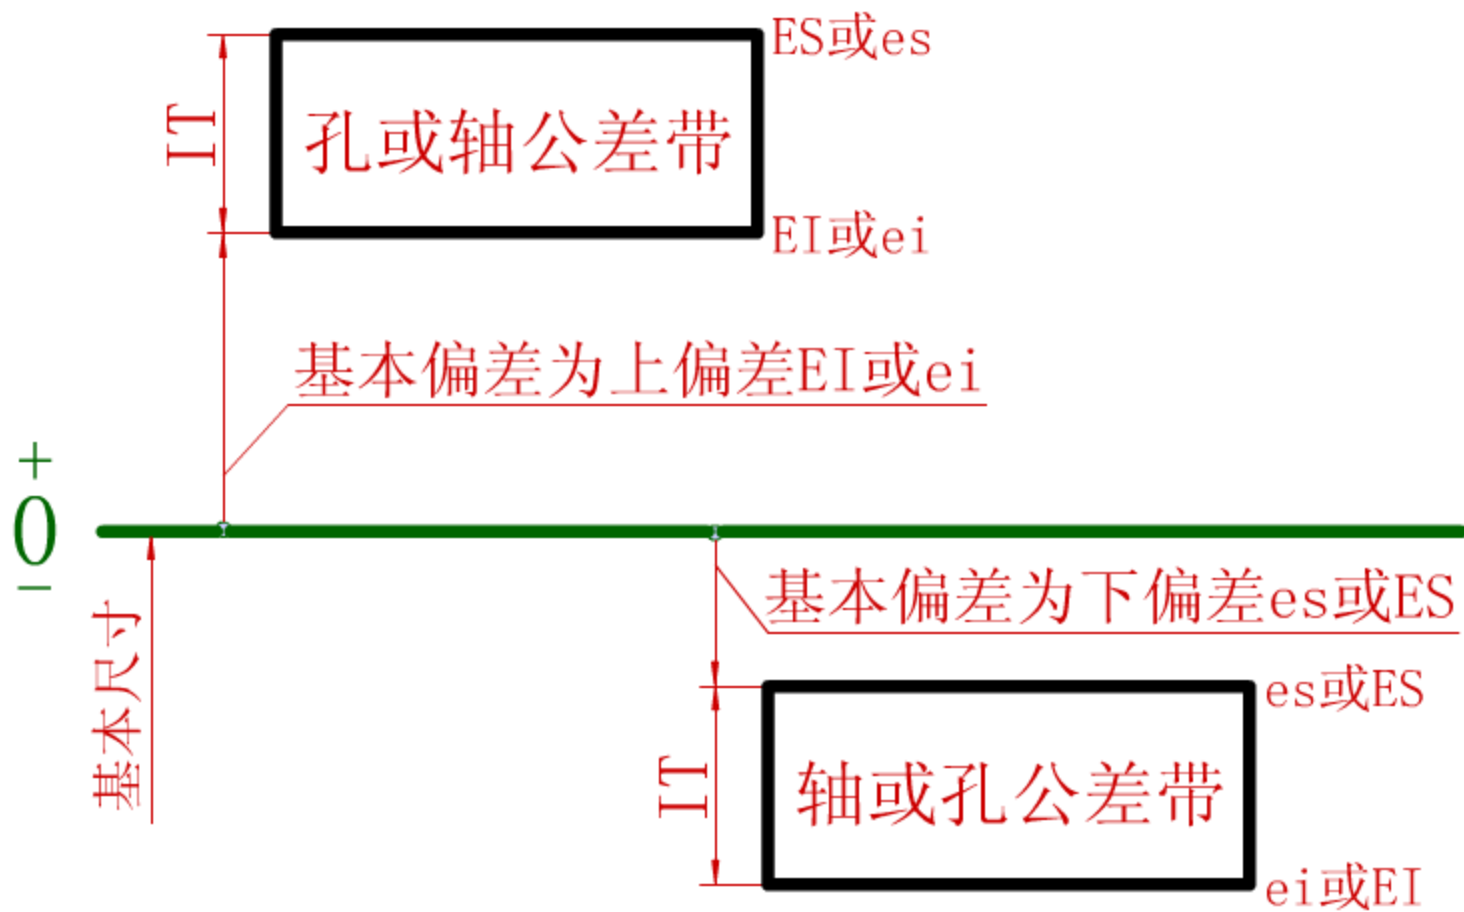 ES或es
IT
孔或轴公差带
EI或ei
基本偏差为上偏差EI或ei
+
0
−
基本尺寸
基本偏差为下偏差es或ES
es或ES
IT
轴或孔公差带
ei或EI